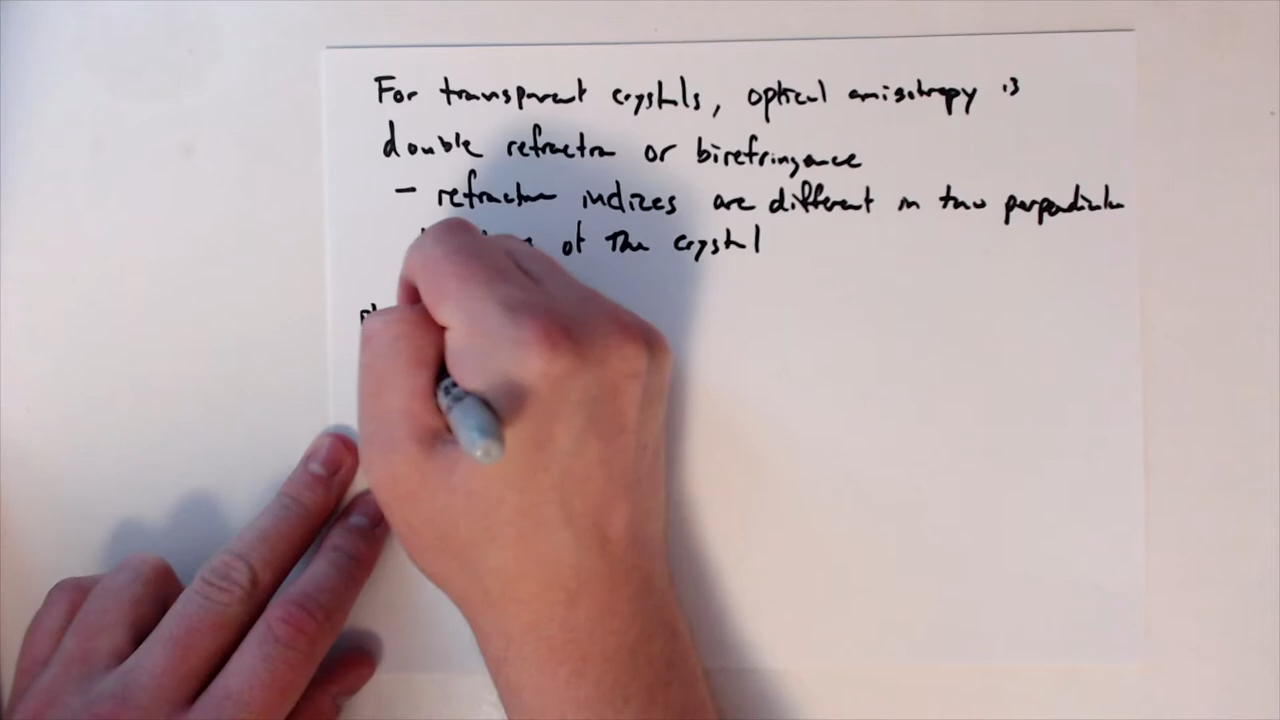 For transparent crystals, optical anisotropy is
double refraction or birefringence
- refraction indizes are different in two perpendicular
of the crystal